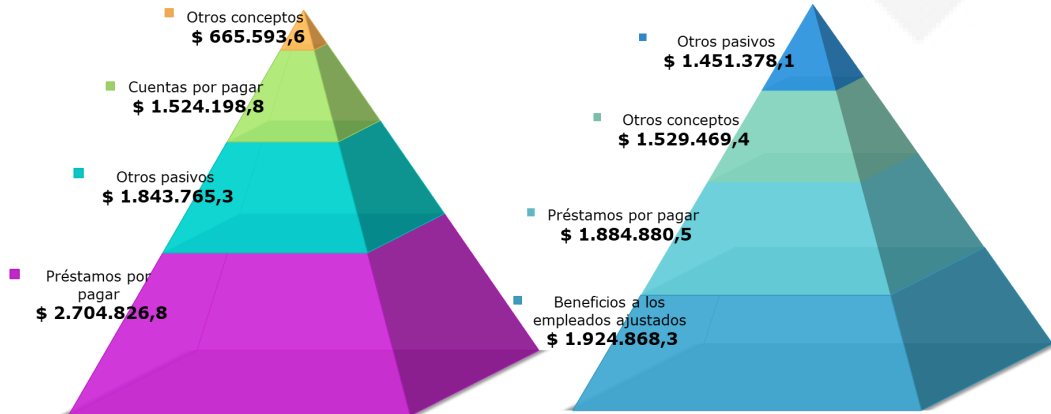 Otros conceptos
$ 665.593,6
Cuentas por pagar
$ 1.524.198,8
Otros pasivos
$ 1.843.765,3
Préstamos por
pagar
$ 2.704.826,8
Otros pasivos
$ 1.451.378,1
Otros conceptos
$ 1.529.469,4
Préstamos por pagar
$ 1.884.880,5
Beneficios a los
empleados ajustados
$ 1.924.868,3